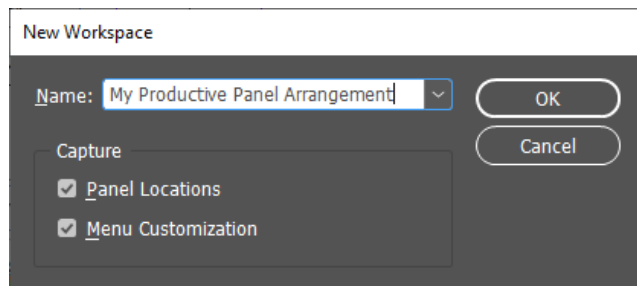 New Workspace
Name: My Productive Panel Arrangement
OK
Capture
Cancel
Panel Locations
Menu Customization